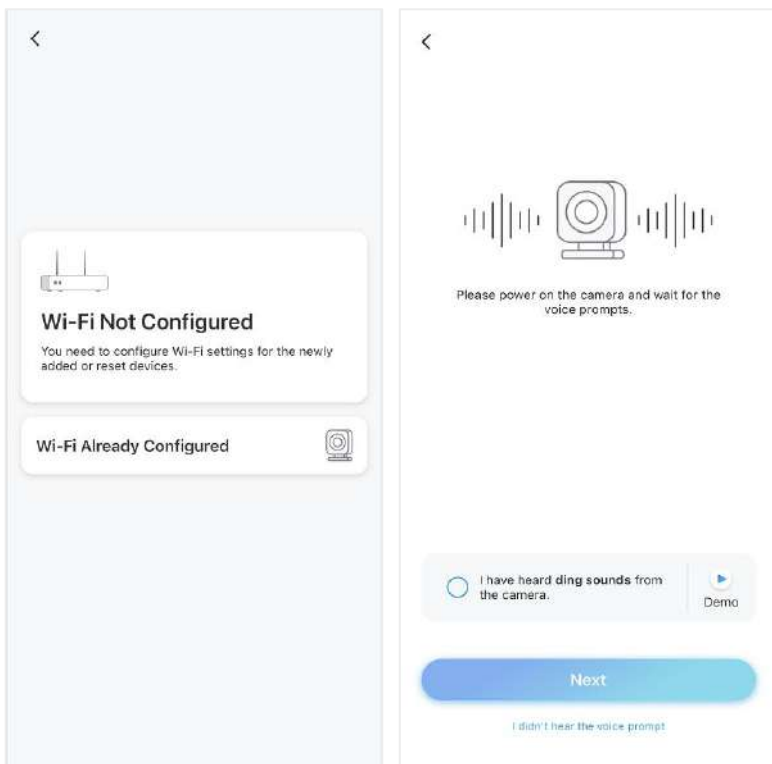 Wi-Fi Not Configured
You need to configure Wi-Fi settings for the newly
added or reset devices.
Wi-Fi Already Configured
Please power on the camera and wait for the
voice prompts.
I have heard ding sounds from
the camera.
Demo
Next
I didn't hear the voice prompt